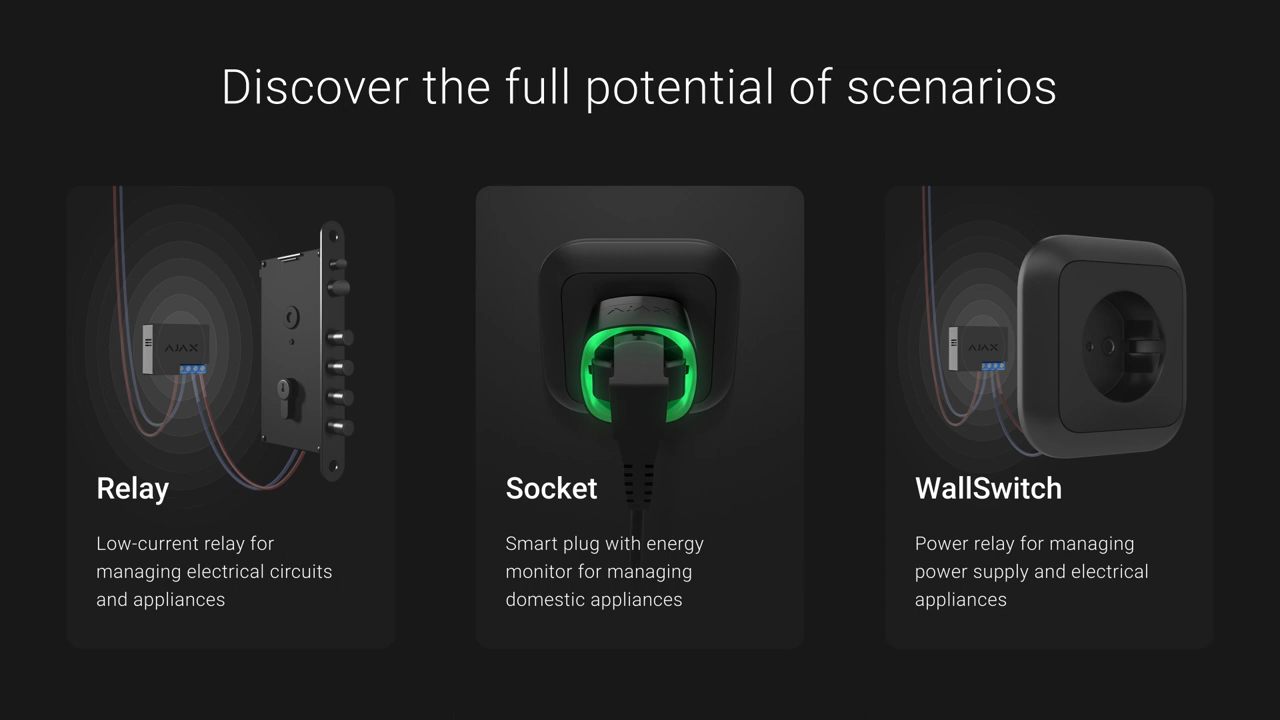 Discover the full potential of scenarios
AJAX
Relay
Low-current relay for
managing electrical circuits
and appliances
AJAX
Socket
Smart plug with energy
monitor for managing
domestic appliances
AJAX
WallSwitch
Power relay for managing
power supply and electrical
appliances